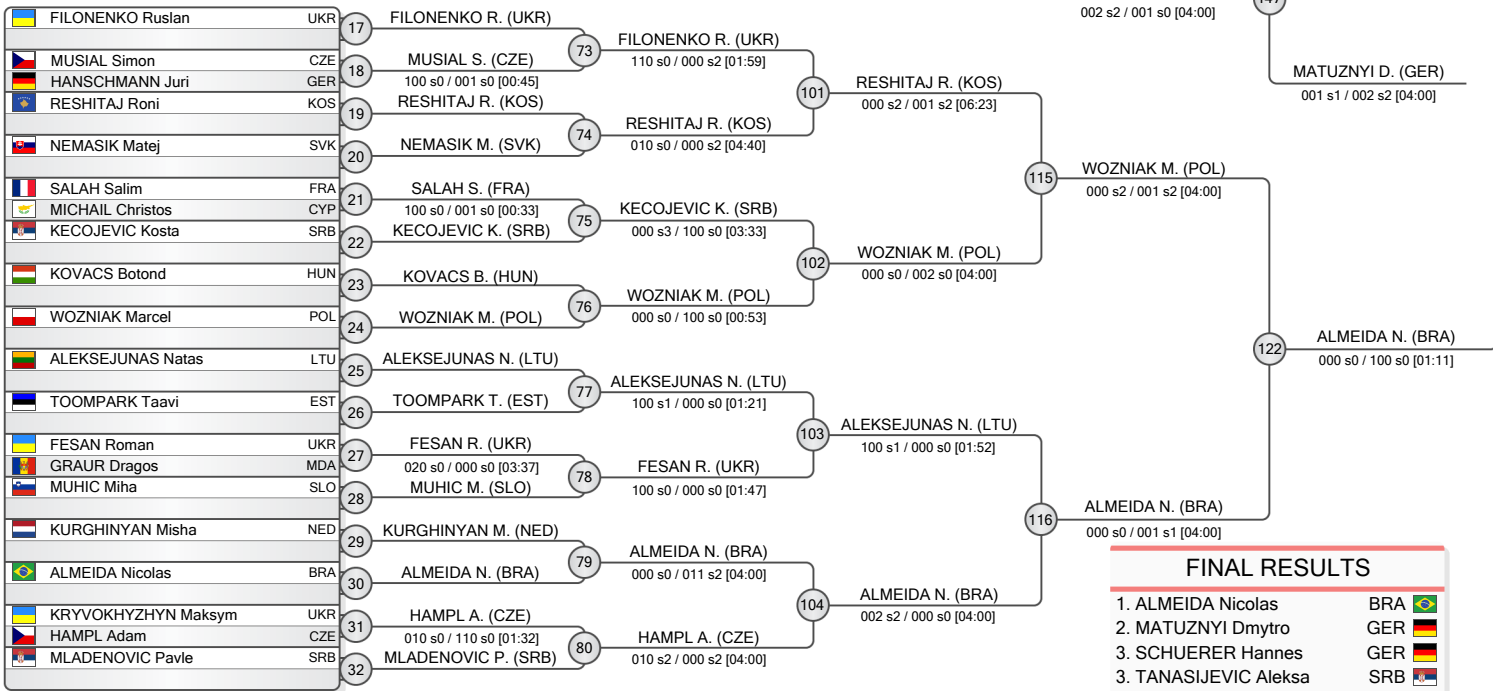 FILONENKO Ruslan UKR
MUSIAL Simon CZE
HANSCHMANN Juri GER
RESHITAJ Roni KOS
NEMASIK Matej SVK
SALAH Salim FRA
MICHAIL Christos CYP
KECOJEVIC Kosta SRB
KOVACS Botond HUN
WOZNIAK Marcel POL
ALEKSEJUNAS Natas LTU
TOOMPARK Taavi EST
FESAN Roman UKR
GRAUR Dragos MDA
MUHIC Miha SLO
KURGHINYAN Misha NED
ALMEIDA Nicolas BRA
KRYVOKHYZHYN Maksym UKR
HAMPL Adam CZE
MLADENOVIC Pavle SRB
17
18
19
20
21
22
23
24
25
26
27
28
29
30
31
32
FILONENKO R. (UKR)
MUSIAL S. (CZE)
100 s0 / 001 s0 [00:45]
RESHITAJ R. (KOS)
NEMASIK M. (SVK)
SALAH S. (FRA)
100 s0 / 001 s0 [00:33]
KECOJEVIC K. (SRB)
KOVACS B. (HUN)
WOZNIAK M. (POL)
ALEKSEJUNAS N. (LTU)
TOOMPARK T. (EST)
FESAN R. (UKR)
020 s0 / 000 s0 [03:37]
MUHIC M. (SLO)
KURGHINYAN M. (NED)
ALMEIDA N. (BRA)
HAMPL A. (CZE)
010 s0 / 110 s0 [01:32]
MLADENOVIC P. (SRB)
73
74
75
76
77
78
79
80
FILONENKO R. (UKR)
110 s0 / 000 s2 [01:59]
RESHITAJ R. (KOS)
010 s0 / 000 s2 [04:40]
KECOJEVIC K. (SRB)
000 s3 / 100 s0 [03:33]
WOZNIAK M. (POL)
000 s0 / 100 s0 [00:53]
ALEKSEJUNAS N. (LTU)
100 s1 / 000 s0 [01:21]
FESAN R. (UKR)
100 s0 / 000 s0 [01:47]
ALMEIDA N. (BRA)
000 s0 / 011 s2 [04:00]
HAMPL A. (CZE)
010 s2 / 000 s2 [04:00]
101
102
103
104
RESHITAJ R. (KOS)
000 s2 / 001 s2 [06:23]
WOZNIAK M. (POL)
000 s0 / 002 s0 [04:00]
ALEKSEJUNAS N. (LTU)
100 s1 / 000 s0 [01:52]
ALMEIDA N. (BRA)
002 s2 / 000 s0 [04:00]
115
116
WOZNIAK M. (POL)
000 s2 / 001 s2 [04:00]
ALMEIDA N. (BRA)
000 s0 / 001 s1 [04:00]
122
ALMEIDA N. (BRA)
000 s0 / 100 s0 [01:11]
002 s2 / 001 s0 [04:00]
MATUZNYI D. (GER)
001 s1 / 002 s2 [04:00]
FINAL RESULTS
1. ALMEIDA Nicolas BRA
2. MATUZNYI Dmytro GER
3. SCHUERER Hannes GER
3. TANASIJEVIC Aleksa SRB